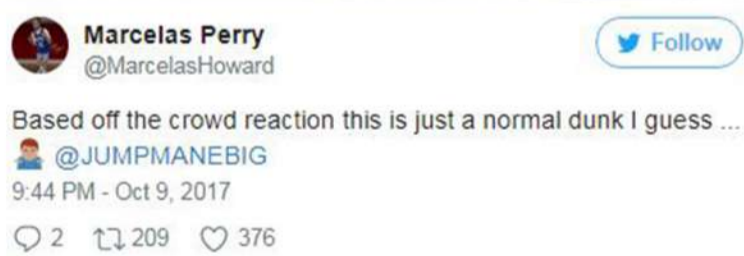 Marcelas Perry
@MarcelasHoward
Follow
Based off the crowd reaction this is just a normal dunk I guess ...
🤷🏽‍♂️ @JUMPMANEBIG
9:44 PM - Oct 9, 2017
2 209 376